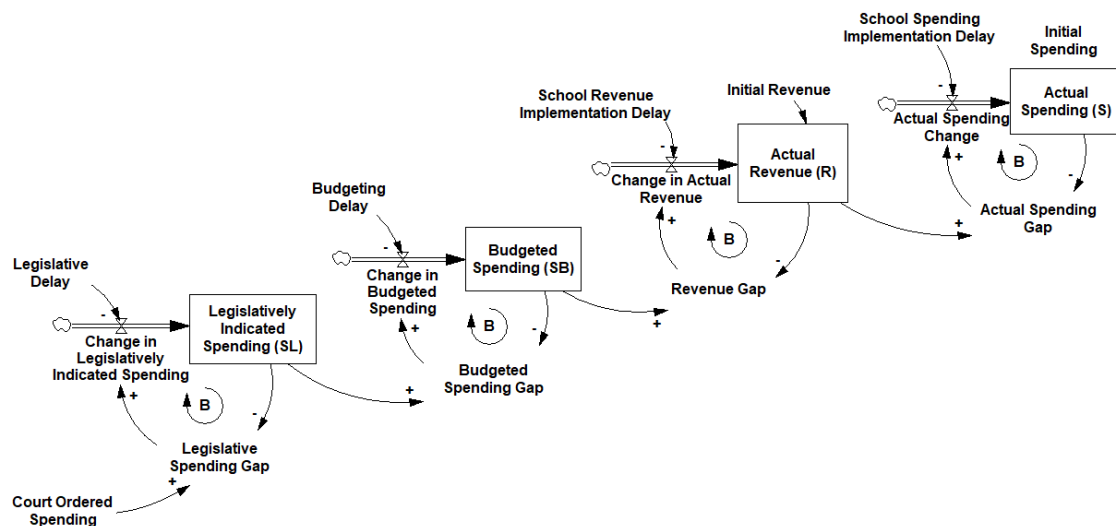 School Spending
Implementation Delay
Initial
Spending
-
Actual Spending
Change
Actual
Spending (S)
+
B
-
Actual Spending
Gap
+
School Revenue
Implementation Delay
Initial Revenue
-
Change in Actual
Revenue
Actual
Revenue (R)
+
B
-
Revenue Gap
+
Budgeting
Delay
-
Change in
Budgeted
Spending
Budgeted
Spending (SB)
+
B
-
Budgeted
Spending Gap
+
Legislative
Delay
-
Change in
Legislatively
Indicated Spending
Legislatively
Indicated
Spending (SL)
+
B
-
Legislative
Spending Gap
+
Court Ordered
Spending